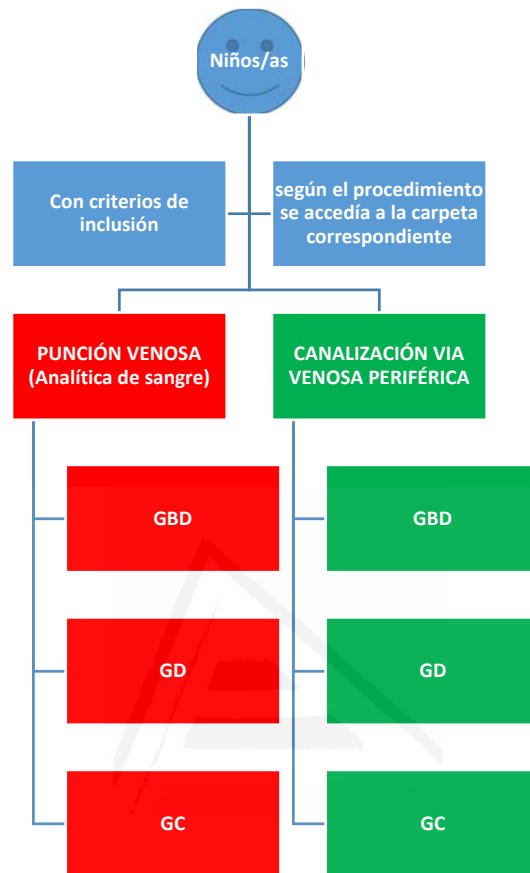 Niños/as
Con criterios de
inclusión
según el procedimiento
se accedía a la carpeta
correspondiente
PUNCIÓN VENOSA
(Analítica de sangre)
CANALIZACIÓN VIA
VENOSA PERIFÉRICA
GBD
GBD
GD
GD
GC
GC